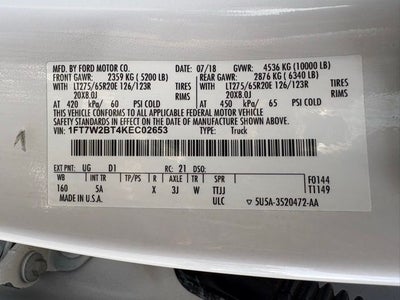 MFD. BY FORD MOTOR CO. 07/18 GVWR: 4536 KG (10000 LB)
FRONT GAWR: 2359 KG ( 5200 LB) REAR GAWR: 2876 KG ( 6340 LB)
WITH LT275/65R20E 126/123R TIRES WITH LT275/65R20E 126/123R TIRES
20X8.0J RIMS 20X8.0J RIMS
AT 420 kPa/ 60 PSI COLD AT 450 kPa/ 65 PSI COLD
THIS VEHICLE CONFORMS TO ALL APPLICABLE FEDERAL MOTOR VEHICLE
SAFETY STANDARDS IN EFFECT ON THE DATE OF MANUFACTURE SHOWN ABOVE.
VIN: 1FT7W2BT4KEC02653 TYPE: Truck
EXT PNT: UG D1 RC: 21 DSO: F0144
WB INT TR TP/PS R AXLE TR SPR T1149
160 5A X 3J W TTJJ
MADE IN U.S.A. ULC 5U5A-3520472-AA